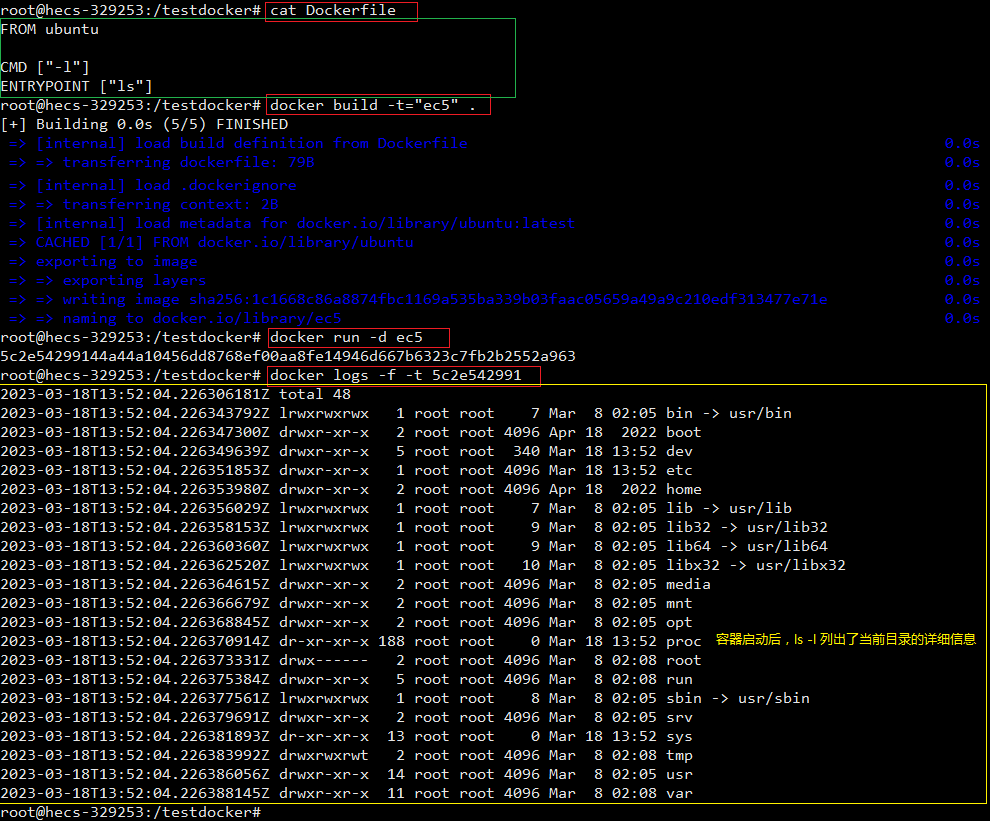 root@hecs-329253:/testdocker# cat Dockerfile
FROM ubuntu
CMD ["-l"]
ENTRYPOINT ["ls"]
root@hecs-329253:/testdocker# docker build -t="ec5" .
[+] Building 0.0s (5/5) FINISHED
=> [internal] load build definition from Dockerfile 0.0s
=> => transferring dockerfile: 79B 0.0s
=> [internal] load .dockerignore 0.0s
=> => transferring context: 2B 0.0s
=> [internal] load metadata for docker.io/library/ubuntu:latest 0.0s
=> CACHED [1/1] FROM docker.io/library/ubuntu 0.0s
=> exporting to image 0.0s
=> => exporting layers 0.0s
=> => writing image sha256:1c1668c86a8874fbc1169a535ba339b03faac05659a49a9c210edf313477e71e 0.0s
=> => naming to docker.io/library/ec5 0.0s
root@hecs-329253:/testdocker# docker run -d ec5
5c2e54299144a44a10456dd8768ef00aa8fe14946d667b6323c7fb2b2552a963
root@hecs-329253:/testdocker# docker logs -f -t 5c2e542991
2023-03-18T13:52:04.226306181Z total 48
2023-03-18T13:52:04.226343792Z lrwxrwxrwx 1 root root 7 Mar 8 02:05 bin -> usr/bin
2023-03-18T13:52:04.226347300Z drwxr-xr-x 2 root root 4096 Apr 18 2022 boot
2023-03-18T13:52:04.226349639Z drwxr-xr-x 5 root root 340 Mar 18 13:52 dev
2023-03-18T13:52:04.226351853Z drwxr-xr-x 1 root root 4096 Mar 18 13:52 etc
2023-03-18T13:52:04.226353980Z drwxr-xr-x 2 root root 4096 Apr 18 2022 home
2023-03-18T13:52:04.226356029Z lrwxrwxrwx 1 root root 7 Mar 8 02:05 lib -> usr/lib
2023-03-18T13:52:04.226358153Z lrwxrwxrwx 1 root root 9 Mar 8 02:05 lib32 -> usr/lib32
2023-03-18T13:52:04.226360360Z lrwxrwxrwx 1 root root 9 Mar 8 02:05 lib64 -> usr/lib64
2023-03-18T13:52:04.226362520Z lrwxrwxrwx 1 root root 10 Mar 8 02:05 libx32 -> usr/libx32
2023-03-18T13:52:04.226364615Z drwxr-xr-x 2 root root 4096 Mar 8 02:05 media
2023-03-18T13:52:04.226366679Z drwxr-xr-x 2 root root 4096 Mar 8 02:05 mnt
2023-03-18T13:52:04.226368845Z drwxr-xr-x 2 root root 4096 Mar 8 02:05 opt
2023-03-18T13:52:04.226370914Z dr-xr-xr-x 188 root root 0 Mar 18 13:52 proc 容器启动后，ls -l 列出了当前目录的详细信息
2023-03-18T13:52:04.226373331Z drwx------ 2 root root 4096 Mar 8 02:08 root
2023-03-18T13:52:04.226375384Z drwxr-xr-x 5 root root 4096 Mar 8 02:08 run
2023-03-18T13:52:04.226377561Z lrwxrwxrwx 1 root root 8 Mar 8 02:05 sbin -> usr/sbin
2023-03-18T13:52:04.226379691Z drwxr-xr-x 2 root root 4096 Mar 8 02:05 srv
2023-03-18T13:52:04.226381893Z dr-xr-xr-x 13 root root 0 Mar 18 13:52 sys
2023-03-18T13:52:04.226383992Z drwxrwxrwt 2 root root 4096 Mar 8 02:08 tmp
2023-03-18T13:52:04.226386056Z drwxr-xr-x 14 root root 4096 Mar 8 02:05 usr
2023-03-18T13:52:04.226388145Z drwxr-xr-x 11 root root 4096 Mar 8 02:08 var
root@hecs-329253:/testdocker#